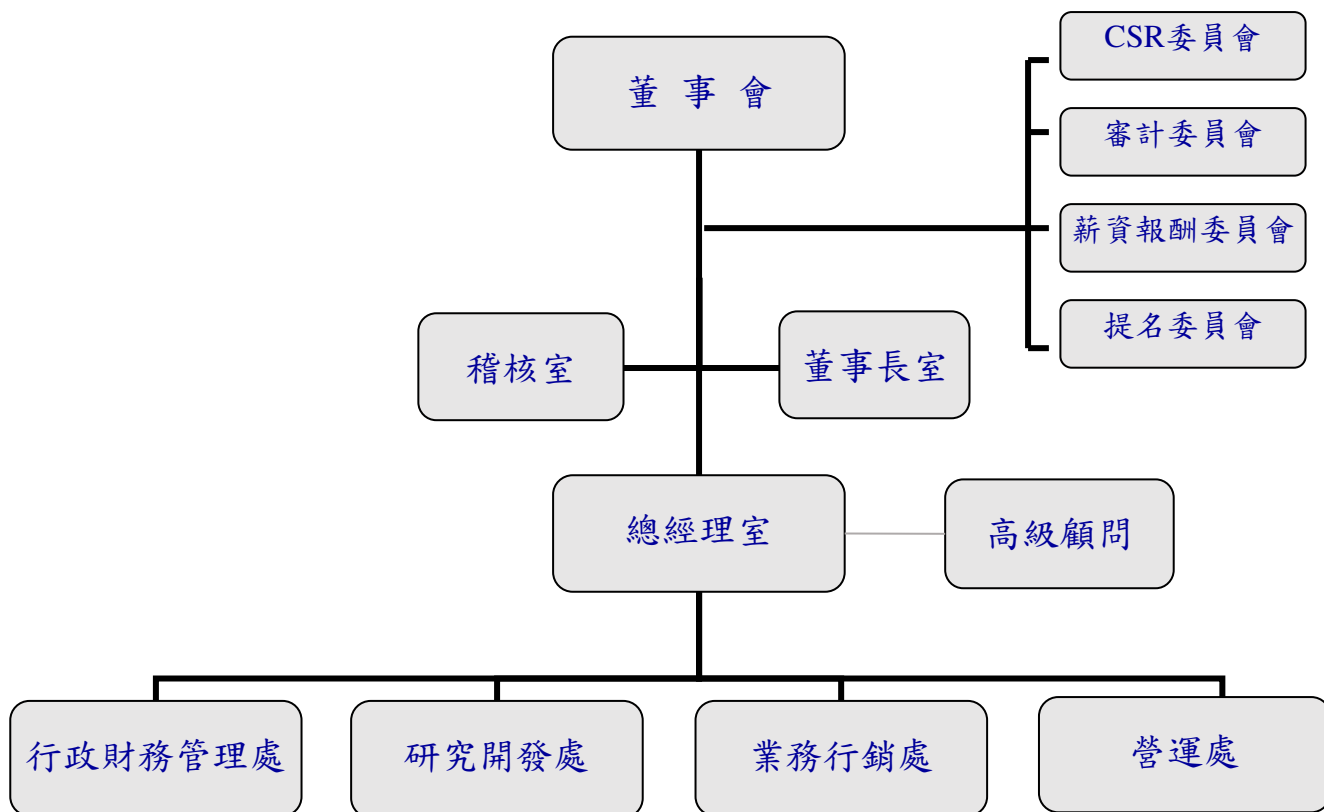 董 事 會
CSR委員會
審計委員會
薪資報酬委員會
提名委員會
稽核室
董事長室
總經理室
高級顧問
行政財務管理處
研究開發處
業務行銷處
營運處